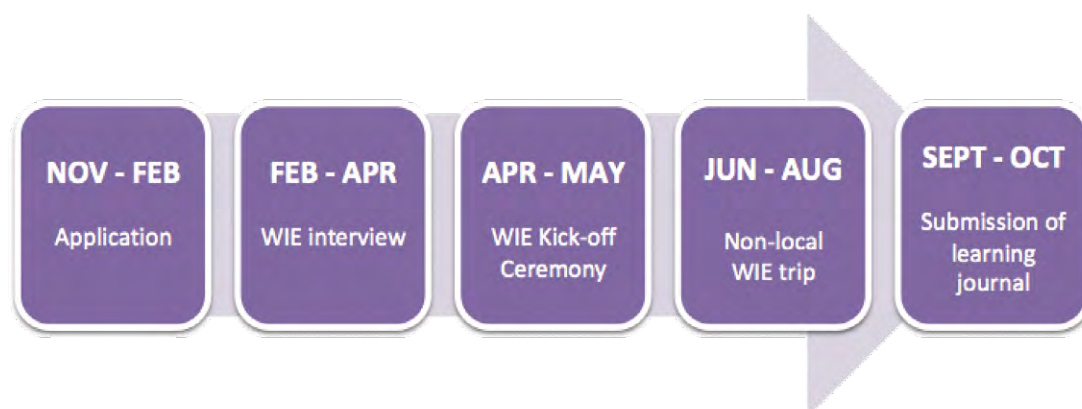 NOV - FEB
Application
FEB - APR
WIE interview
APR - MAY
WIE Kick-off
Ceremony
JUN - AUG
Non-local
WIE trip
SEPT - OCT
Submission of
learning
journal